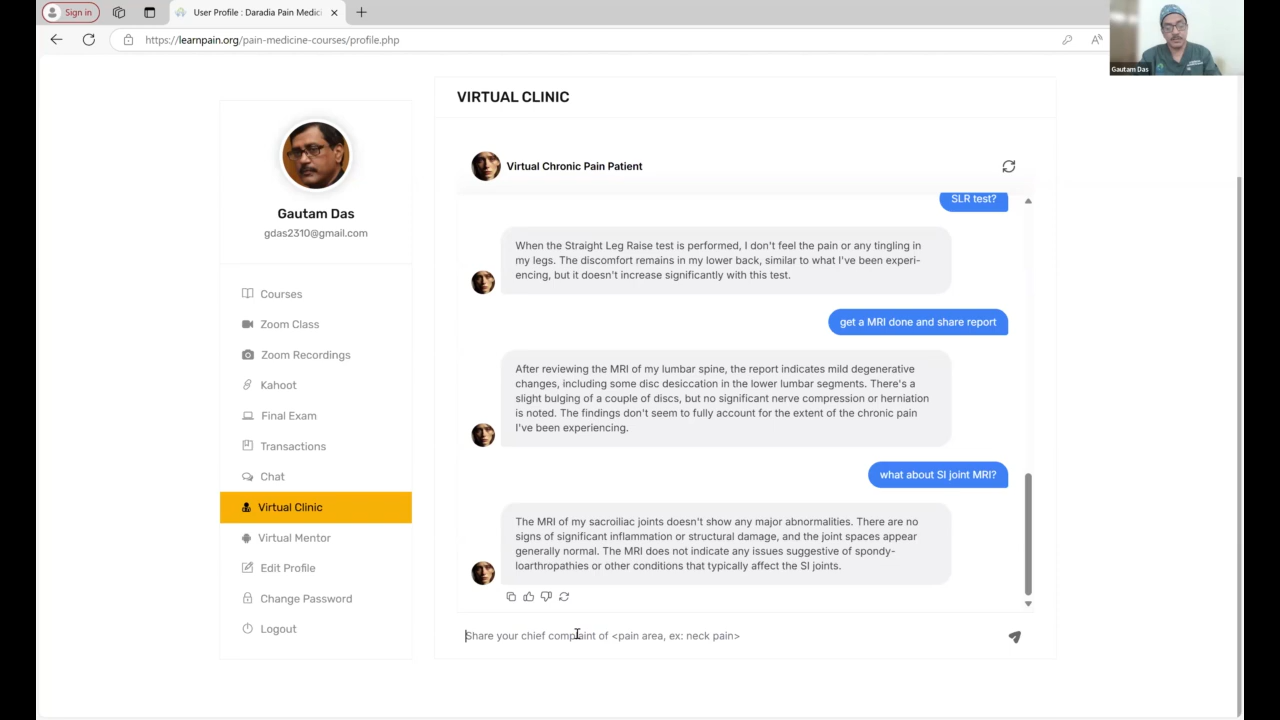 Sign in
User Profile : Daradia Pain Medici
https://learnpain.org/pain-medicine-courses/profile.php
Gautam Das
VIRTUAL CLINIC
Gautam Das
gdas2310@gmail.com
Courses
Zoom Class
Zoom Recordings
Kahoot
Final Exam
Transactions
Chat
Virtual Clinic
Virtual Mentor
Edit Profile
Change Password
Logout
Virtual Chronic Pain Patient
SLR test?
When the Straight Leg Raise test is performed, I don't feel the pain or any tingling in
my legs. The discomfort remains in my lower back, similar to what I've been experi-
encing, but it doesn't increase significantly with this test.
get a MRI done and share report
After reviewing the MRI of my lumbar spine, the report indicates mild degenerative
changes, including some disc desiccation in the lower lumbar segments. There's a
slight bulging of a couple of discs, but no significant nerve compression or herniation
is noted. The findings don't seem to fully account for the extent of the chronic pain
I've been experiencing.
what about SI joint MRI?
The MRI of my sacroiliac joints doesn't show any major abnormalities. There are no
signs of significant inflammation or structural damage, and the joint spaces appear
generally normal. The MRI does not indicate any issues suggestive of spondy-
loarthropathies or other conditions that typically affect the SI joints.
Share your chief complaint of <pain area, ex: neck pain>